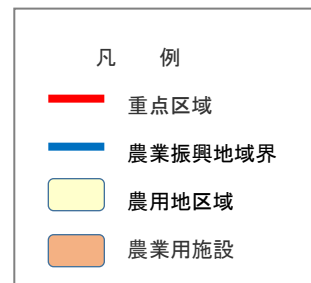 凡　例
重点区域
農業振興地域界
農用地区域
農業用施設